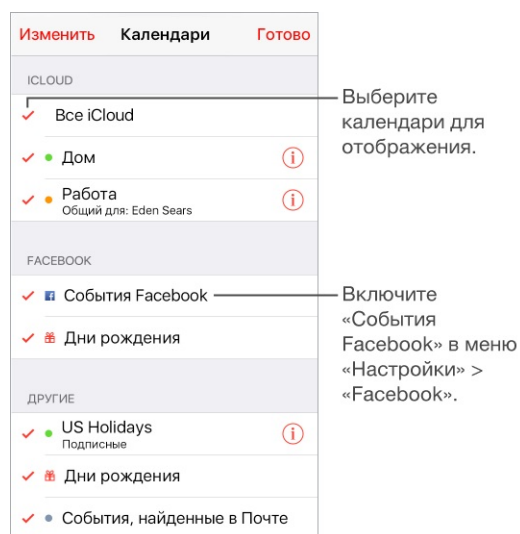 Изменить Календари Готово
ICLOUD
Все iCloud
Выберите
календари для
отображения.
Дом
Работа
Общий для: Eden Sears
FACEBOOK
События Facebook
Включите
«События
Facebook» в меню
«Настройки» >
«Facebook».
Дни рождения
ДРУГИЕ
US Holidays
Подписные
Дни рождения
События, найденные в Почте